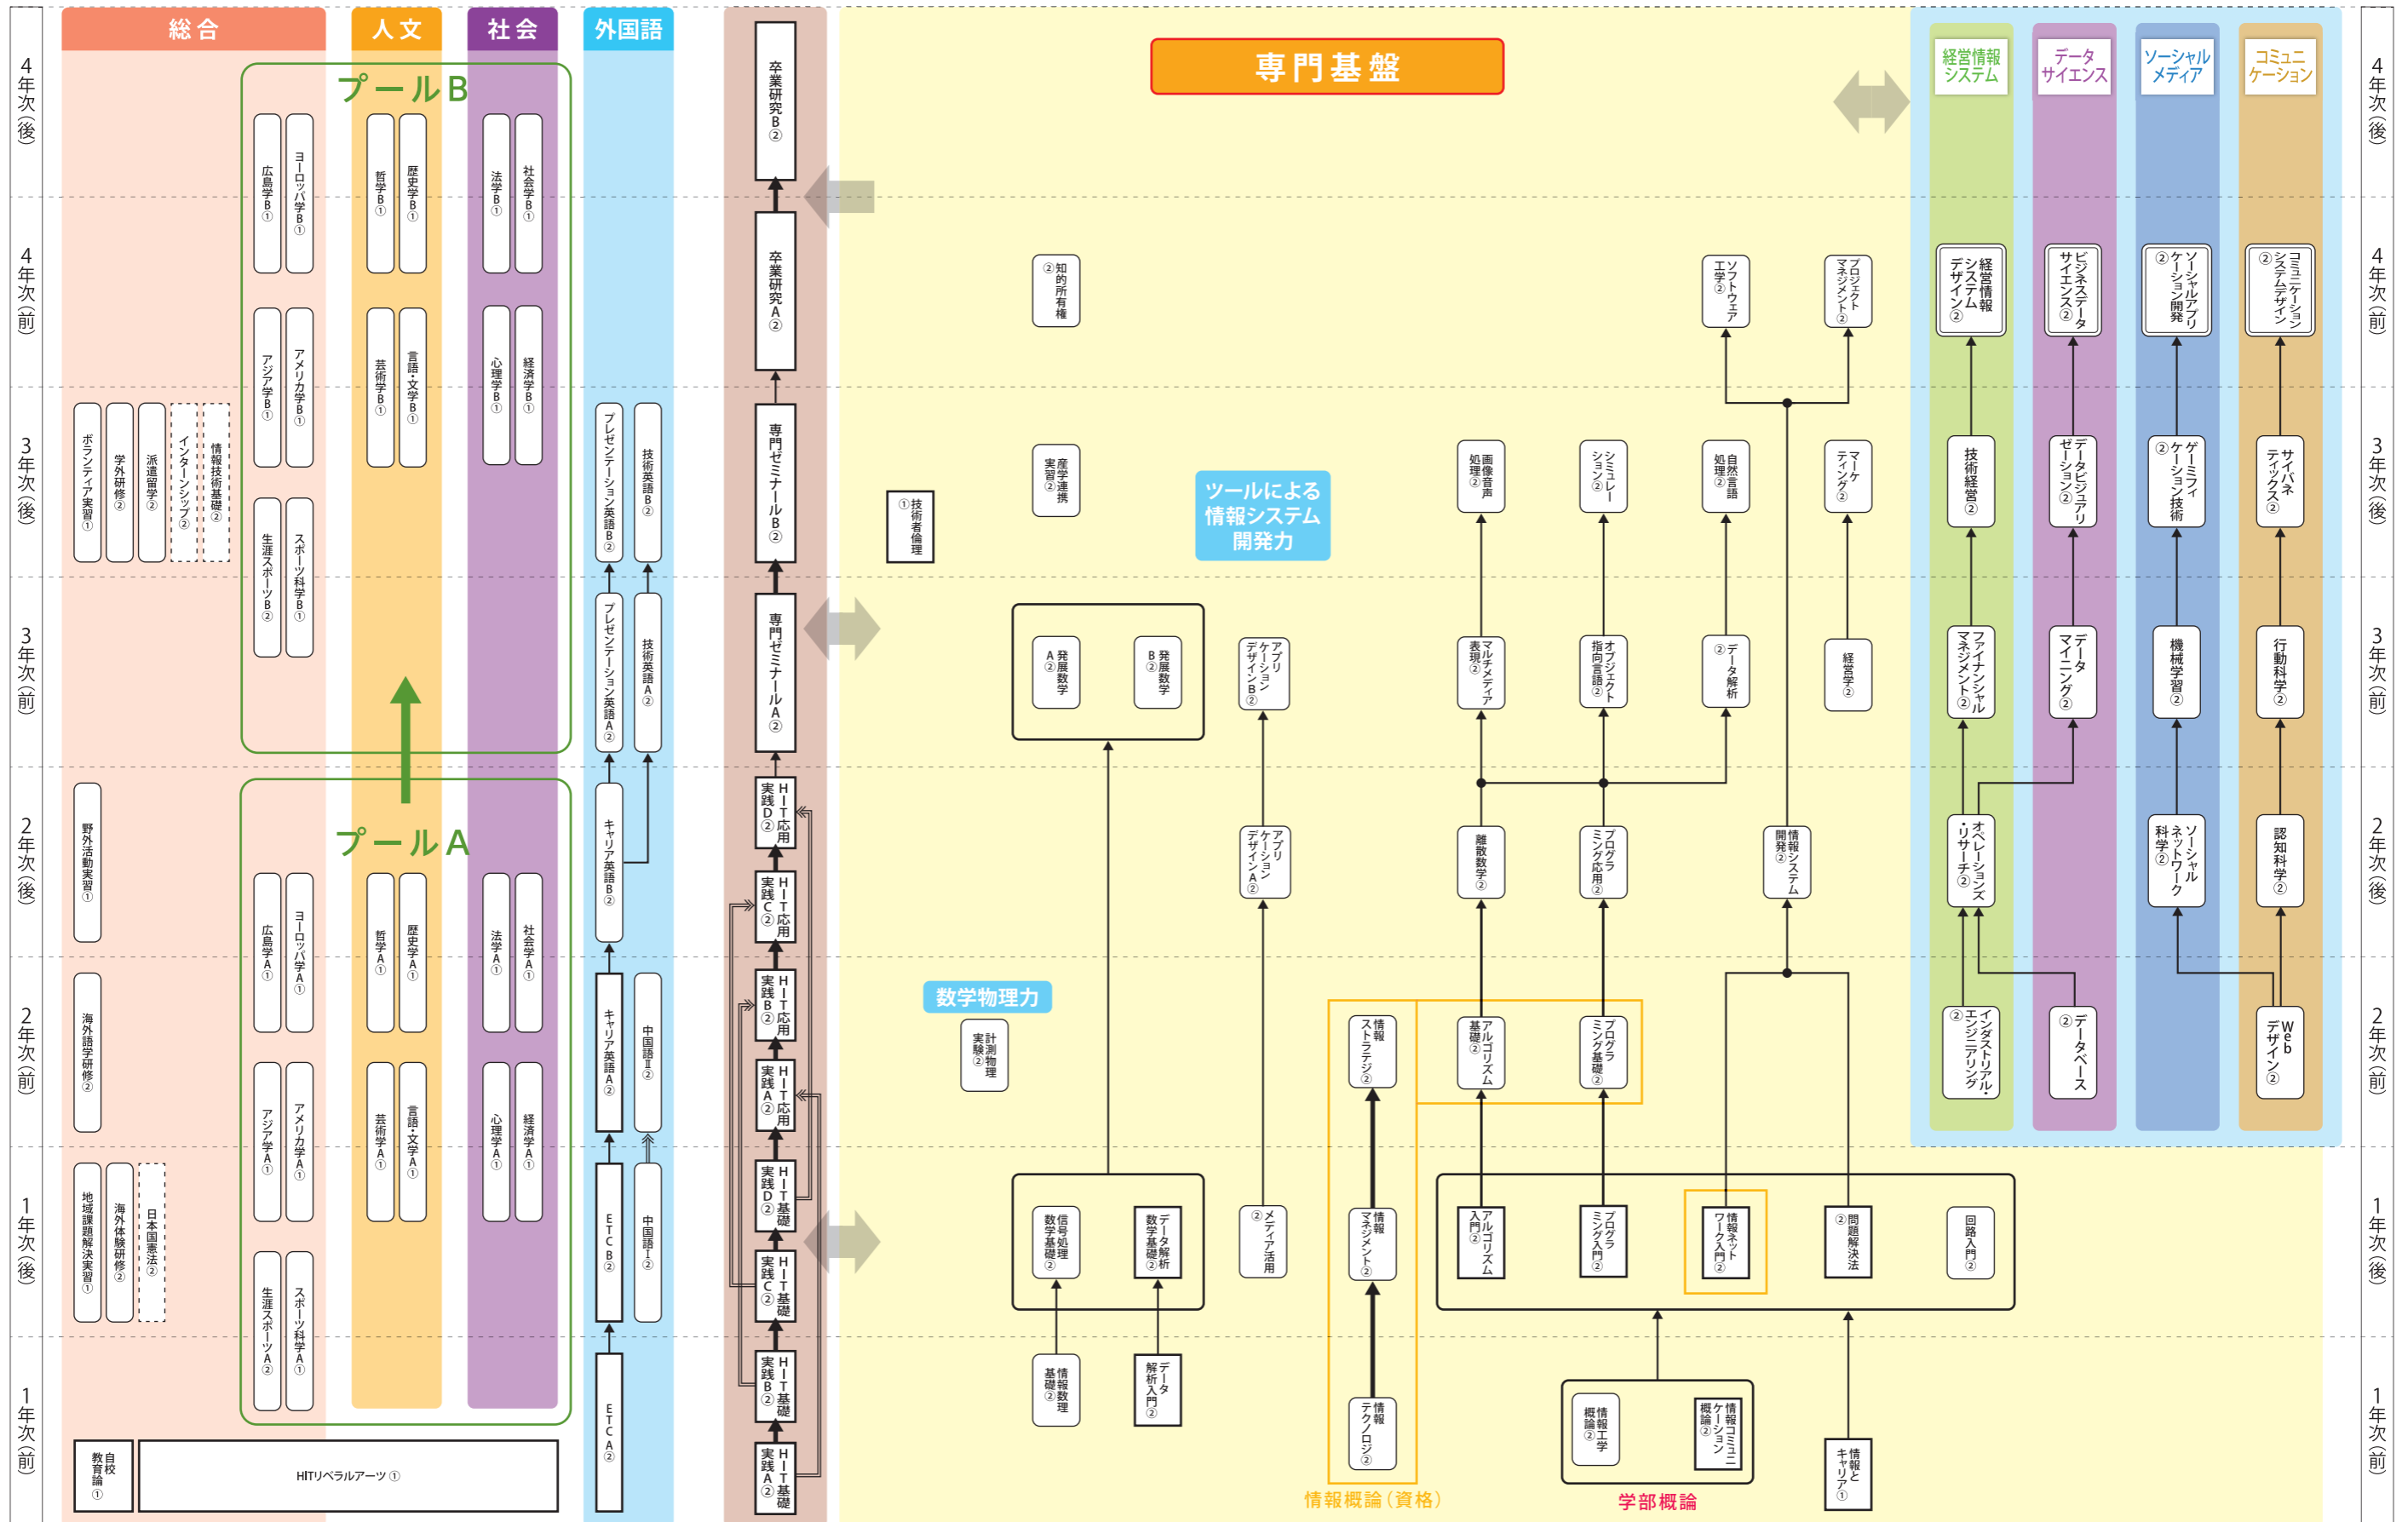 総合
人文
社会
外国語
専門基盤
経営情報
システム
データ
サイエンス
ソーシャル
メディア
コミュニ
ケーション
4年次(後)
4年次(前)
3年次(後)
3年次(前)
2年次(後)
2年次(前)
1年次(後)
1年次(前)
プールB
広島学B①
ヨーロッパ学B①
哲学B①
歴史学B①
法学B①
社会学B①
アジア学B①
アメリカ学B①
芸術学B①
言語・文学B①
心理学B①
経済学B①
ボランティア実習①
学外研修②
派遣留学②
インターンシップ②
情報技術基礎②
生涯スポーツB②
スポーツ科学B①
プールA
野外活動実習①
広島学A①
ヨーロッパ学A①
哲学A①
歴史学A①
法学A①
社会学A①
海外語学研修②
アジア学A①
アメリカ学A①
芸術学A①
言語・文学A①
心理学A①
経済学A①
地域課題解決実習①
海外体験研修②
日本国憲法②
生涯スポーツA②
スポーツ科学A①
自校
教育論①
HITリベラルアーツ①
プレゼンテーション英語B②
技術英語B②
プレゼンテーション英語A②
技術英語A②
キャリア英語B②
キャリア英語A②
中国語Ⅱ②
ETC B②
中国語Ⅰ②
ETC A②
卒業研究B②
卒業研究A②
専門ゼミナールB②
専門ゼミナールA②
HIT応用
実践D②
HIT応用
実践C②
HIT応用
実践B②
HIT応用
実践A②
HIT基礎
実践D②
HIT基礎
実践C②
HIT基礎
実践B②
HIT基礎
実践A②
知的所有権
②
ソフトウェア
工学②
プロジェクト
マネジメント②
技術者倫理
①
産学連携
実習②
ツールによる
情報システム
開発力
画像音声
処理②
シミュレー
ション②
自然言語
処理②
マーケ
ティング②
発展数学
A②
発展数学
B②
アプリ
ケーション
デザインB②
マルチメディア
表現②
オブジェクト
指向言語②
データ解析
②
経営学②
アプリ
ケーション
デザインA②
離散数学②
プログラ
ミング応用②
情報システム
開発②
数学物理力
計測物理
実験②
情報
ストラテジ②
アルゴリズム
基礎②
プログラ
ミング基礎②
信号処理
数学基礎②
データ解析
数学基礎②
メディア活用
②
情報
マネジメント②
アルゴリズム
入門②
プログラ
ミング入門②
情報ネット
ワーク入門②
問題解決法
②
回路入門②
情報数理
基礎②
データ
解析入門②
情報
テクノロジ②
情報工学
概論②
情報コミュニ
ケーション
概論②
情報と
キャリア①
情報概論(資格)
学部概論
経営情報
システム
デザイン②
ビジネスデータ
サイエンス②
ソーシャルアプリ
ケーション開発
②
コミュニケーション
システムデザイン
②
技術経営②
データビジュアリ
ゼーション②
ゲーミフィ
ケーション技術
②
サイバネ
ティックス②
ファイナンシャル
マネジメント②
データ
マイニング②
機械学習②
行動科学②
オペレーションズ
・リサーチ②
ソーシャル
ネットワーク
科学②
認知科学②
インダストリアル・
エンジニアリング
②
データベース
②
Web
デザイン②
4年次(後)
4年次(前)
3年次(後)
3年次(前)
2年次(後)
2年次(前)
1年次(後)
1年次(前)